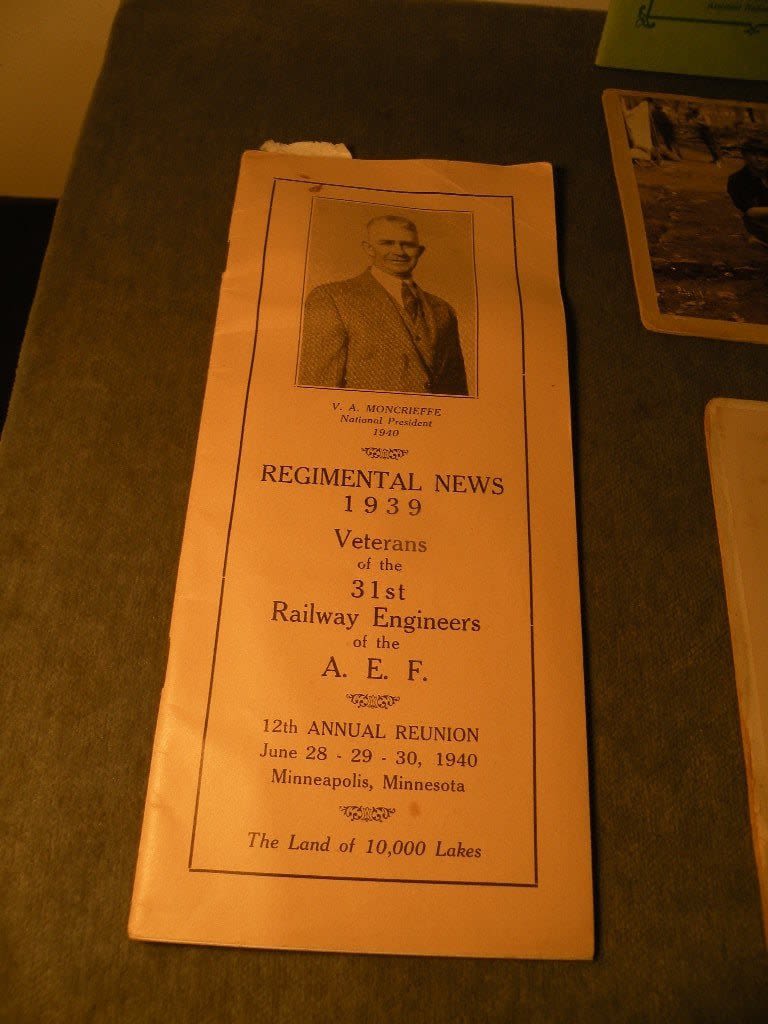 V. A. MONCRIEFFE
National President
1940
REGIMENTAL NEWS
1939
Veterans
of the
31st
Railway Engineers
of the
A. E. F.
12th ANNUAL REUNION
June 28 - 29 - 30, 1940
Minneapolis, Minnesota
The Land of 10,000 Lakes